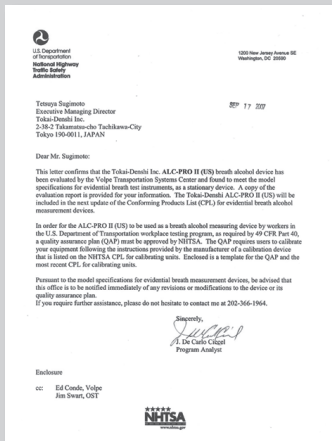 U.S. Department
of Transportation
National Highway
Traffic Safety
Administration
1200 New Jersey Avenue SE
Washington, DC 20590
SEP 17 2007
Tetsuya Sugimoto
Executive Managing Director
Tokai-Denshi Inc.
2-38-2 Takamatsu-cho Tachikawa-City
Tokyo 190-0011, JAPAN
Dear Mr. Sugimoto:
This letter confirms that the Tokai-Denshi Inc. ALC-PRO II (US) breath alcohol device has
been evaluated by the Volpe Transportation Systems Center and found to meet the model
specifications for evidential breath test instruments, as a stationary device. A copy of the
evaluation report is provided for your information. The Tokai-Denshi ALC-PRO II (US) will be
included in the next update of the Conforming Products List (CPL) for evidential breath alcohol
measurement devices.
In order for the ALC-PRO II (US) to be used as a breath alcohol measuring device by workers in
the U.S. Department of Transportation workplace testing program, as required by 49 CFR Part 40,
a quality assurance plan (QAP) must be approved by NHTSA. The QAP requires users to calibrate
your equipment following the instructions provided by the manufacturer of a calibration device
that is listed on the NHTSA CPL for calibrating units. Enclosed is a template for the QAP and the
most recent CPL for calibrating units.
Pursuant to the model specifications for evidential breath measurement devices, be advised that
this office is to be notified immediately of any revisions or modifications to the device or its
quality assurance plan.
If you require further assistance, please do not hesitate to contact me at 202-366-1964.
Sincerely,
J. De Carlo Ciccel
Program Analyst
Enclosure
cc: Ed Conde, Volpe
Jim Swart, OST
NHTSA
www.nhtsa.gov